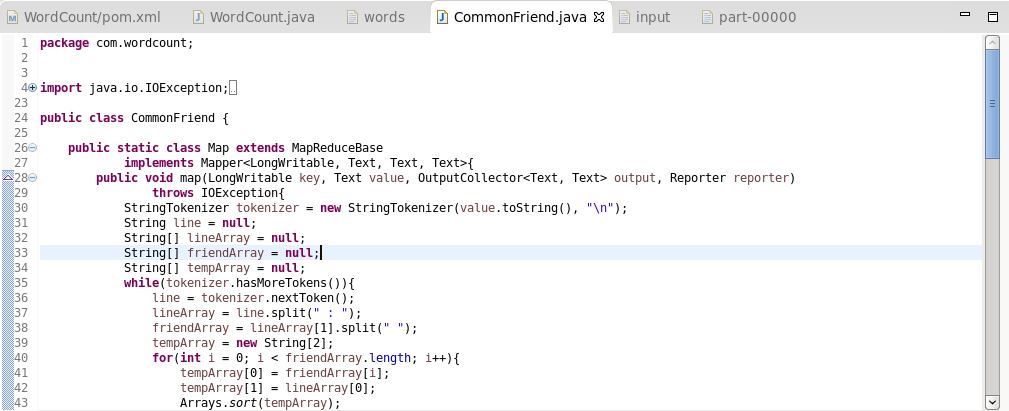 WordCount/pom.xml WordCount.java words CommonFriend.java input part-00000
1 package com.wordcount;
2
3
4 import java.io.IOException;
23
24 public class CommonFriend {
25
26 public static class Map extends MapReduceBase
27 implements Mapper<LongWritable, Text, Text, Text>{
28 public void map(LongWritable key, Text value, OutputCollector<Text, Text> output, Reporter reporter)
29 throws IOException{
30 StringTokenizer tokenizer = new StringTokenizer(value.toString(), "\n");
31 String line = null;
32 String[] lineArray = null;
33 String[] friendArray = null;
34 String[] tempArray = null;
35 while(tokenizer.hasMoreTokens()){
36 line = tokenizer.nextToken();
37 lineArray = line.split(" : ");
38 friendArray = lineArray[1].split(" ");
39 tempArray = new String[2];
40 for(int i = 0; i < friendArray.length; i++){
41 tempArray[0] = friendArray[i];
42 tempArray[1] = lineArray[0];
43 Arrays.sort(tempArray);